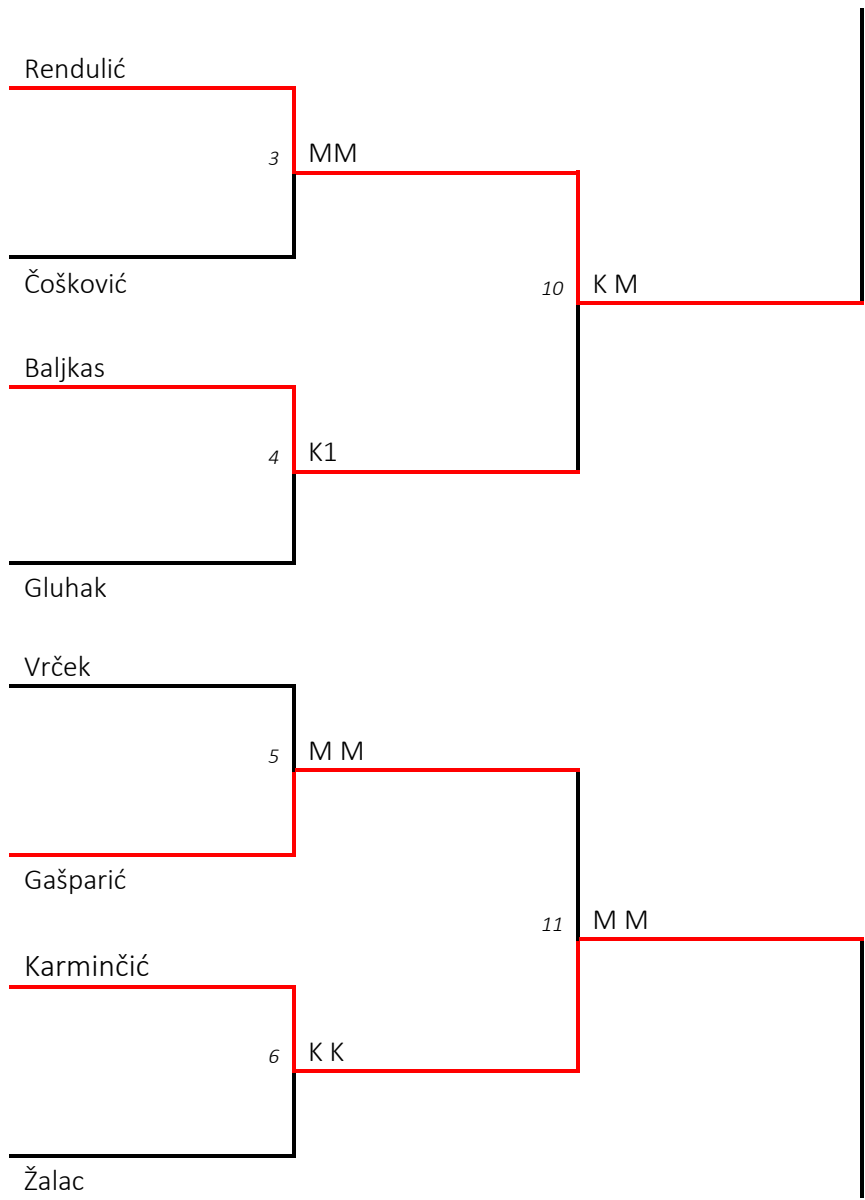 Rendulić
3 MM
Čošković
10 K M
Baljkas
4 K1
Gluhak
Vrček
5 M M
Gašparić
11 M M
Karminčić
6 K K
Žalac